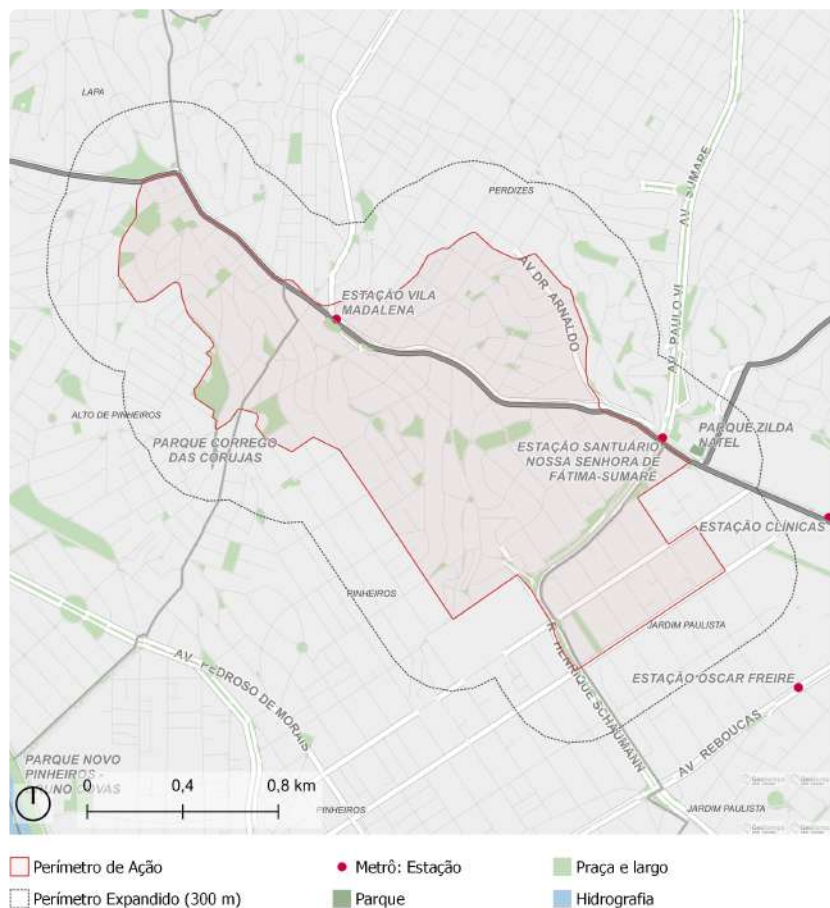 LAPA
PERDIZES
AV SUMARÉ
AV DR. ARNALDO
AV. PAULO VI
ESTAÇÃO VILA
MADALENA
ALTO DE PINHEIROS
PARQUE CORREGO
DAS CORUJAS
PARQUE ZILDA
NATEL
ESTAÇÃO SANTUÁRIO
NOSSA SENHORA DE
FÁTIMA-SUMARÉ
ESTAÇÃO CLÍNICAS
PINHEIROS
JARDIM PAULISTA
R. HENRIQUE SCHAUMANN
ESTAÇÃO OSCAR FREIRE
AV. PEDROSO DE MORAIS
AV REBOUCAS
PARQUE NOVO
PINHEIROS -
BRUNO COVAS
0 0,4 0,8 km
PINHEIROS
JARDIM PAULISTA
Perímetro de Ação
Metrô: Estação
Praça e largo
Perímetro Expandido (300 m)
Parque
Hidrografia